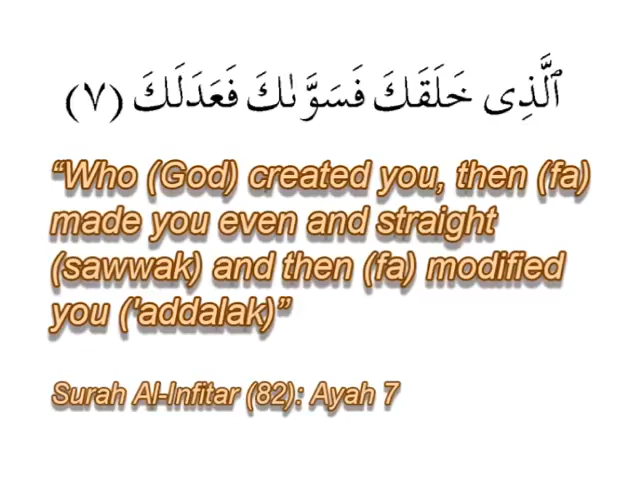 ٱلَّذِى خَلَقَكَ فَسَوَّىٰكَ فَعَدَلَكَ (٧)
“Who (God) created you, then (fa)
made you even and straight
(sawwak) and then (fa) modified
you ('addalak)”
Surah Al-Infitar (82): Ayah 7